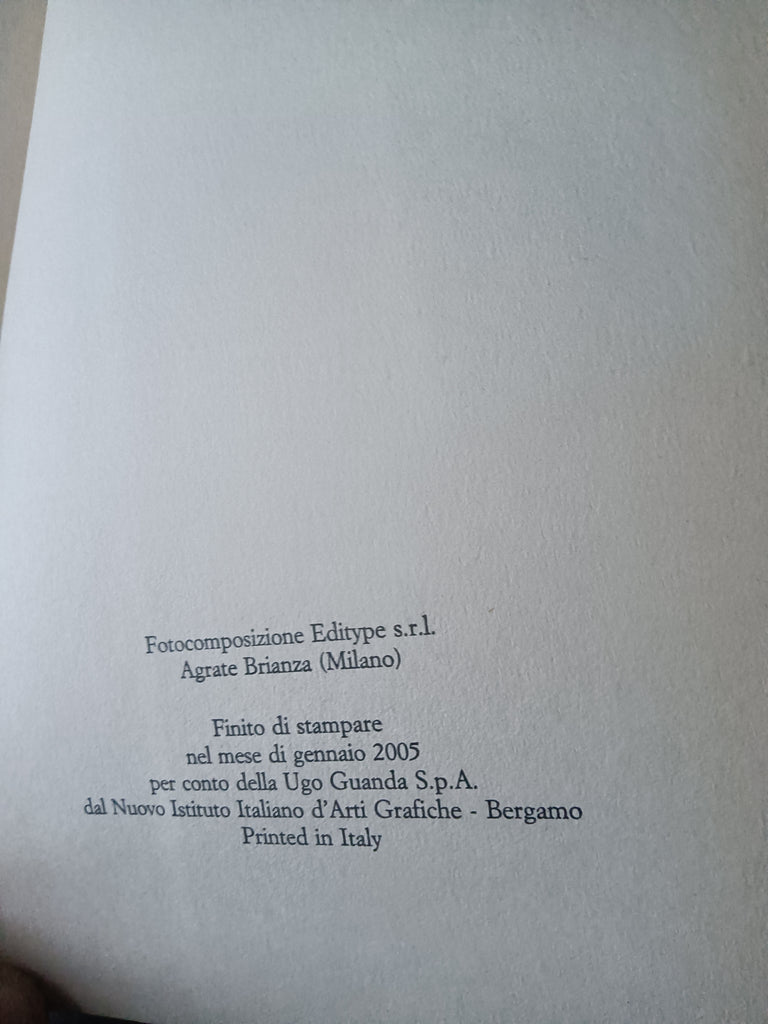 Fotocomposizione Editype s.r.l.
Agrate Brianza (Milano)
Finito di stampare
nel mese di gennaio 2005
per conto della Ugo Guanda S.p.A.
dal Nuovo Istituto Italiano d'Arti Grafiche - Bergamo
Printed in Italy